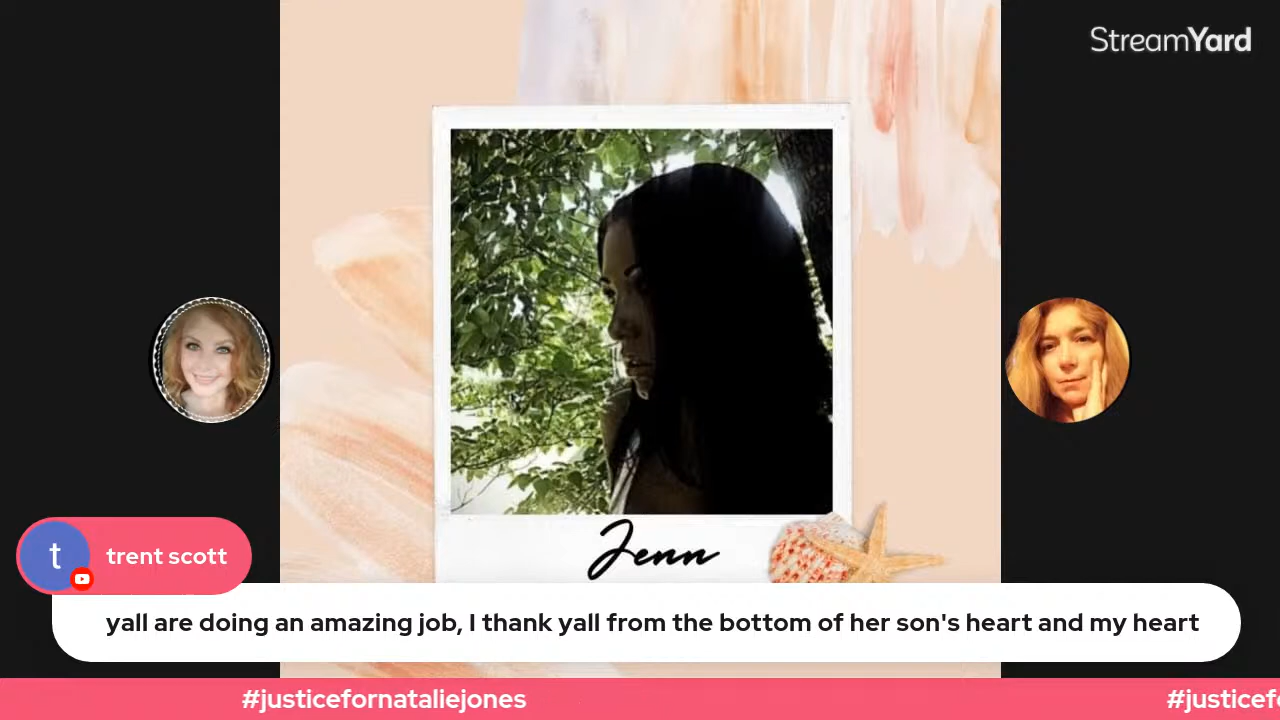 StreamYard
Jenn
t
trent scott
yall are doing an amazing job, I thank yall from the bottom of her son's heart and my heart
#justicefornataliejones #justicef